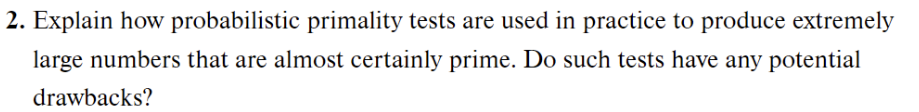 2. Explain how probabilistic primality tests are used in practice to produce extremely
large numbers that are almost certainly prime. Do such tests have any potential
drawbacks?